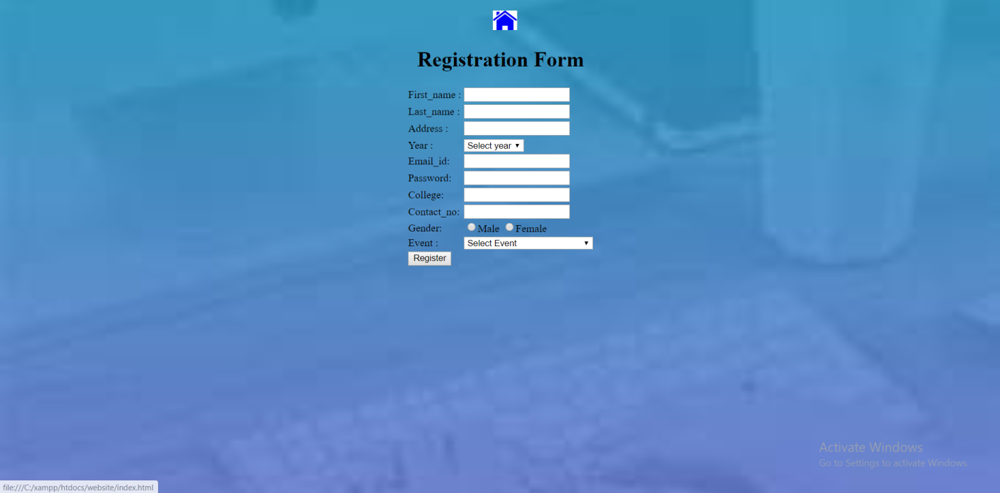 Registration Form
First_name :
Last_name :
Address :
Year : Select year
Email_id:
Password:
College:
Contact_no:
Gender: Male Female
Event : Select Event
Register
Activate Windows
Go to Settings to activate Windows.
file:///C:/xampp/htdocs/website/index.html